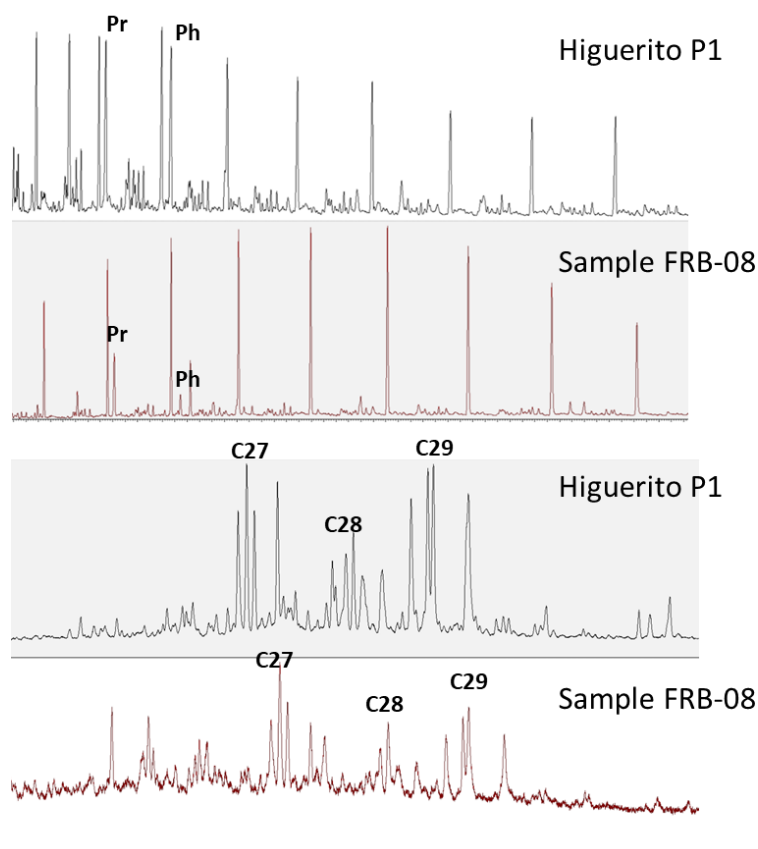 Pr
Ph
Higuerito P1
Sample FRB-08
Pr
Ph
C27
C29
Higuerito P1
C28
C27
C29
Sample FRB-08
C28